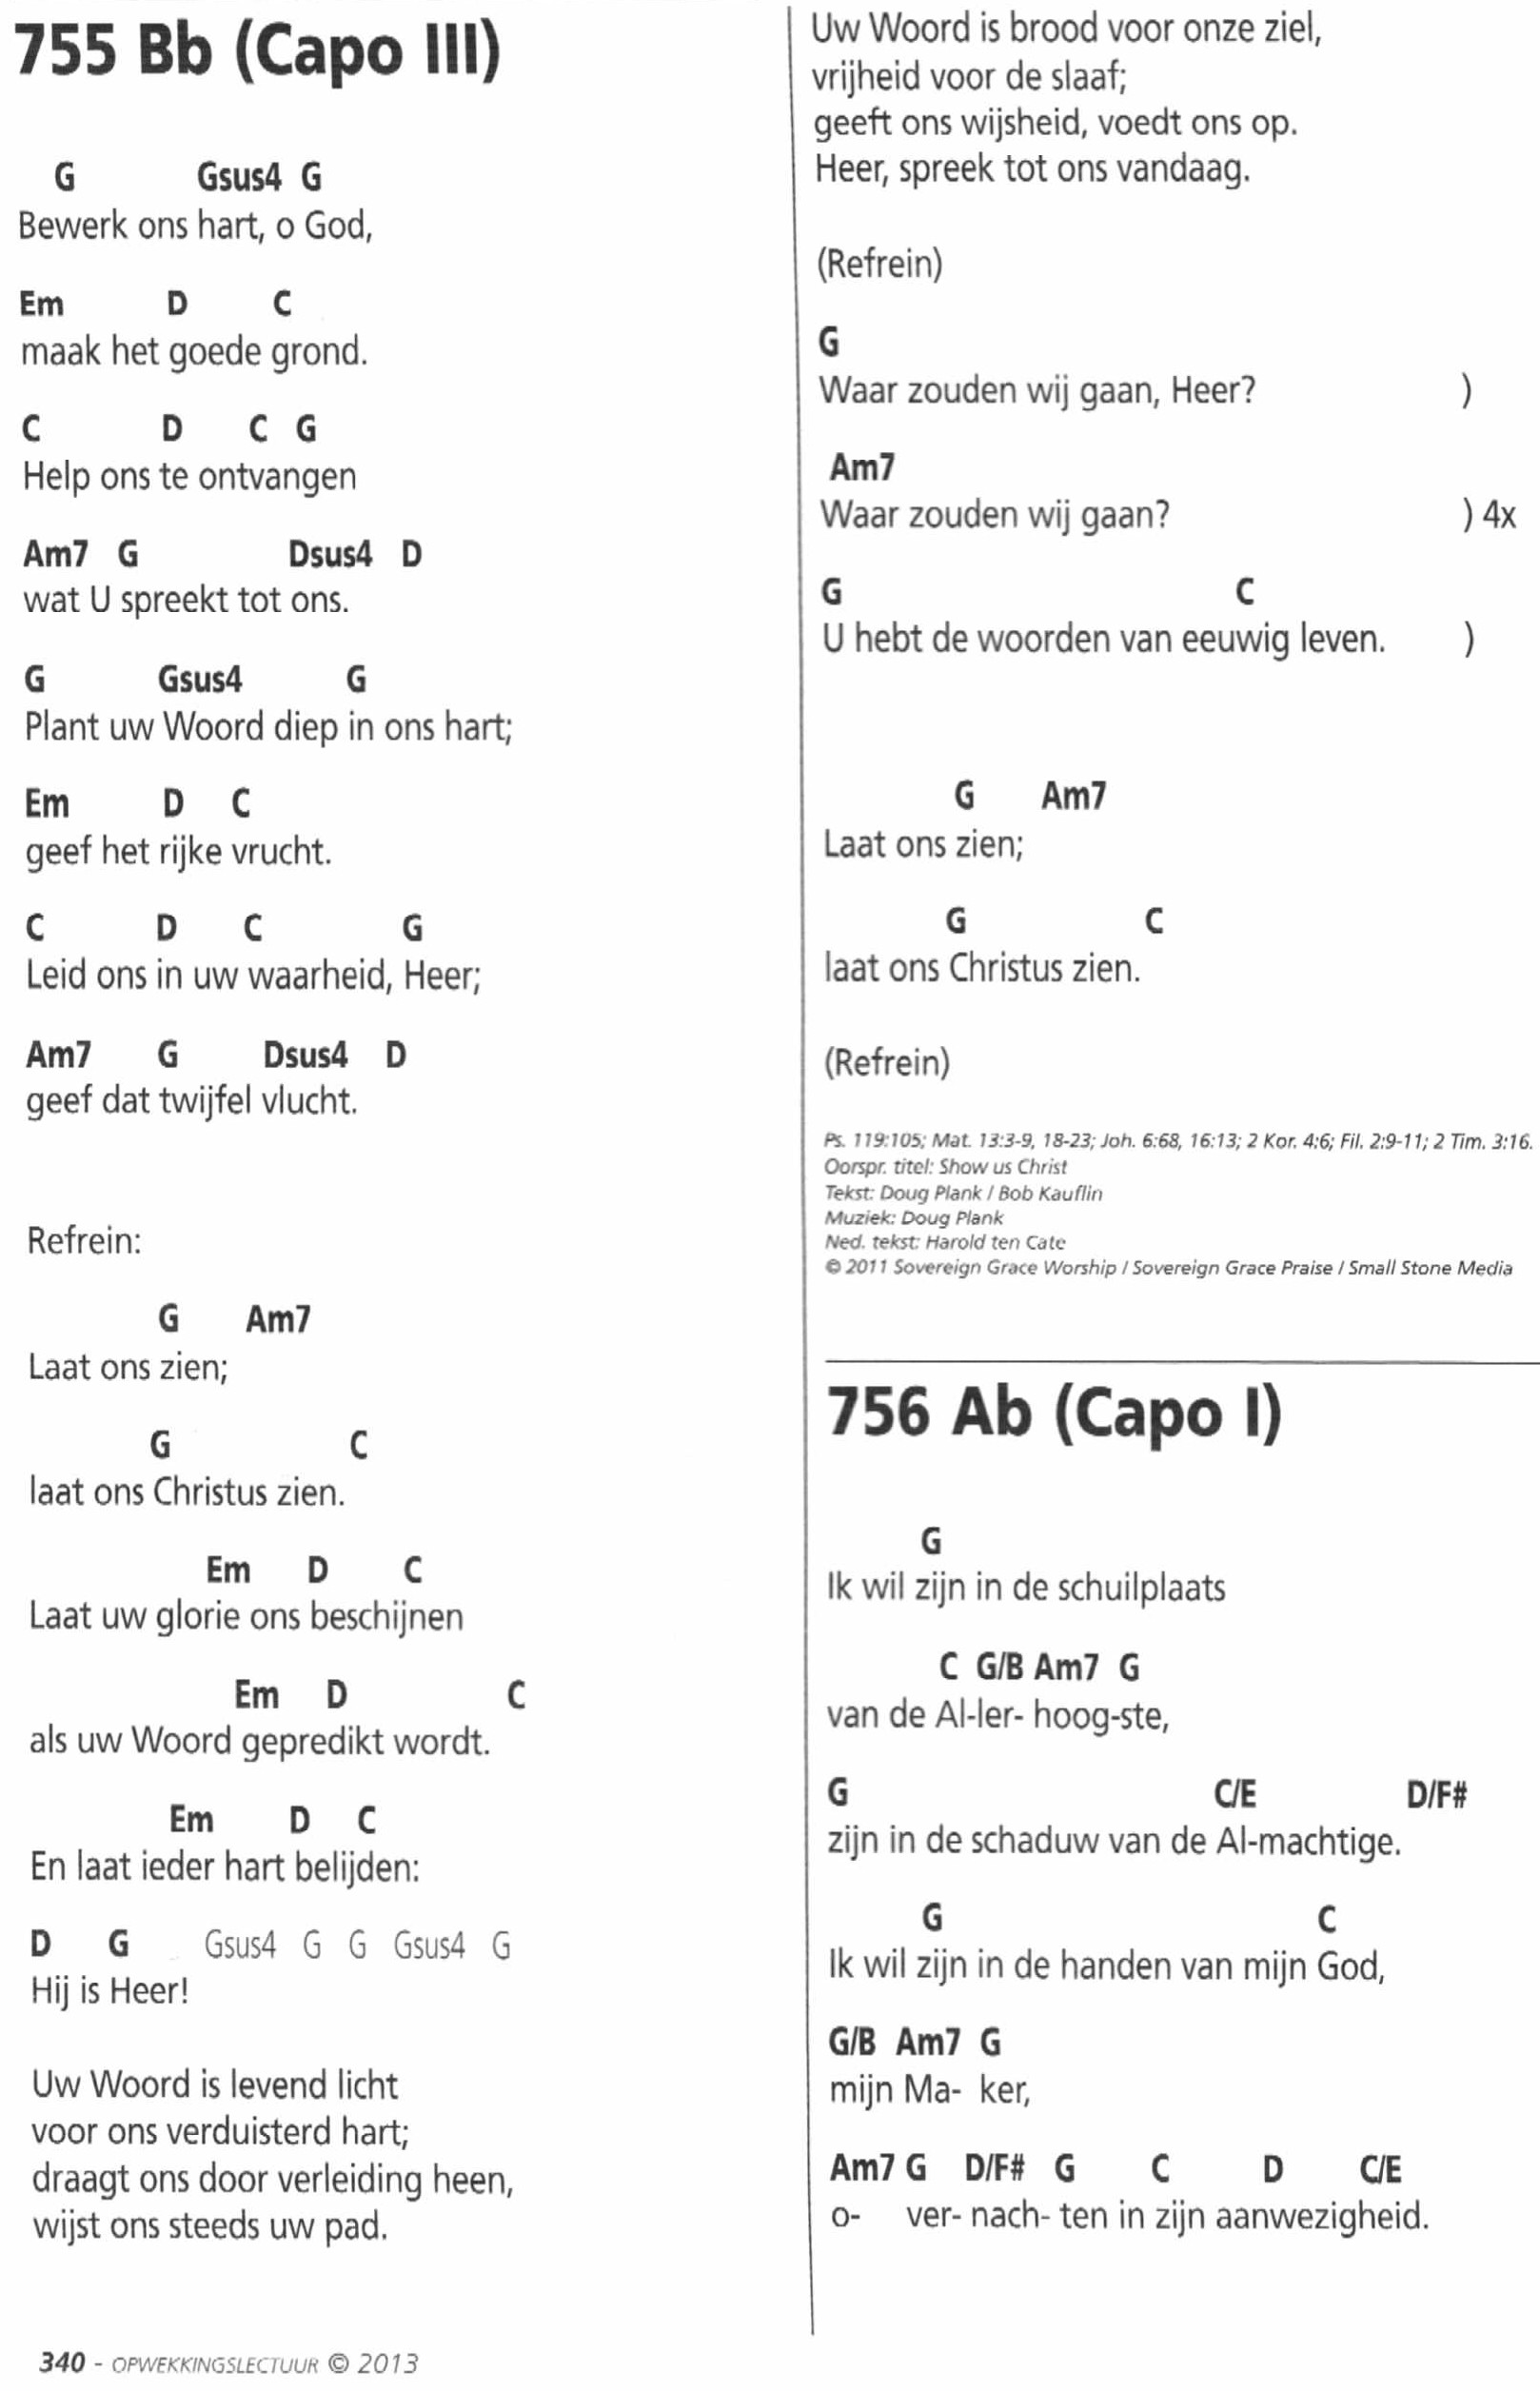 755 Bb (Capo III)
G Gsus4 G
Bewerk ons hart, o God,
Em D C
maak het goede grond.
C D C G
Help ons te ontvangen
Am7 G Dsus4 D
wat U spreekt tot ons.
G Gsus4 G
Plant uw Woord diep in ons hart;
Em D C
geef het rijke vrucht.
C D C G
Leid ons in uw waarheid, Heer;
Am7 G Dsus4 D
geef dat twijfel vlucht.
Refrein:
G Am7
Laat ons zien;
G C
laat ons Christus zien.
Em D C
Laat uw glorie ons beschijnen
Em D C
als uw Woord gepredikt wordt.
Em D C
En laat ieder hart belijden:
D G Gsus4 G G Gsus4 G
Hij is Heer!
Uw Woord is levend licht
voor ons verduisterd hart;
draagt ons door verleiding heen,
wijst ons steeds uw pad.
340 - OPWEKKINGSLECTUUR © 2013
Uw Woord is brood voor onze ziel,
vrijheid voor de slaaf;
geeft ons wijsheid, voedt ons op.
Heer, spreek tot ons vandaag.
(Refrein)
G
Waar zouden wij gaan, Heer? )
Am7
Waar zouden wij gaan? ) 4x
G C
U hebt de woorden van eeuwig leven. )
G Am7
Laat ons zien;
G C
laat ons Christus zien.
(Refrein)
Ps. 119:105; Mat. 13:3-9, 18-23; Joh. 6:68, 16:13; 2 Kor. 4:6; Fil. 2:9-11; 2 Tim. 3:16.
Oorspr. titel: Show us Christ
Tekst: Doug Plank / Bob Kauflin
Muziek: Doug Plank
Ned. tekst: Harold ten Cate
© 2011 Sovereign Grace Worship / Sovereign Grace Praise / Small Stone Media
756 Ab (Capo I)
G
Ik wil zijn in de schuilplaats
C G/B Am7 G
van de Al-ler- hoog-ste,
G C/E D/F#
zijn in de schaduw van de Al-machtige.
G C
Ik wil zijn in de handen van mijn God,
G/B Am7 G
mijn Ma- ker,
Am7 G D/F# G C D C/E
o- ver- nach- ten in zijn aanwezigheid.